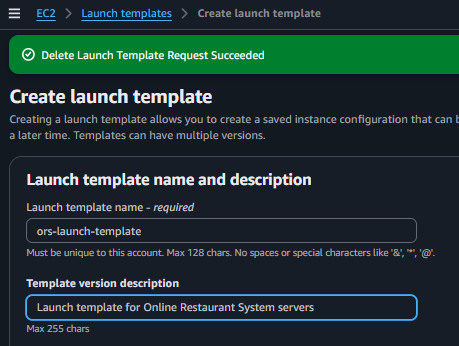 EC2 > Launch templates > Create launch template
Delete Launch Template Request Succeeded
Create launch template
Creating a launch template allows you to create a saved instance configuration that can
a later time. Templates can have multiple versions.
Launch template name and description
Launch template name - required
ors-launch-template
Must be unique to this account. Max 128 chars. No spaces or special characters like '&', '*', '@'.
Template version description
Launch template for Online Restaurant System servers
Max 255 chars